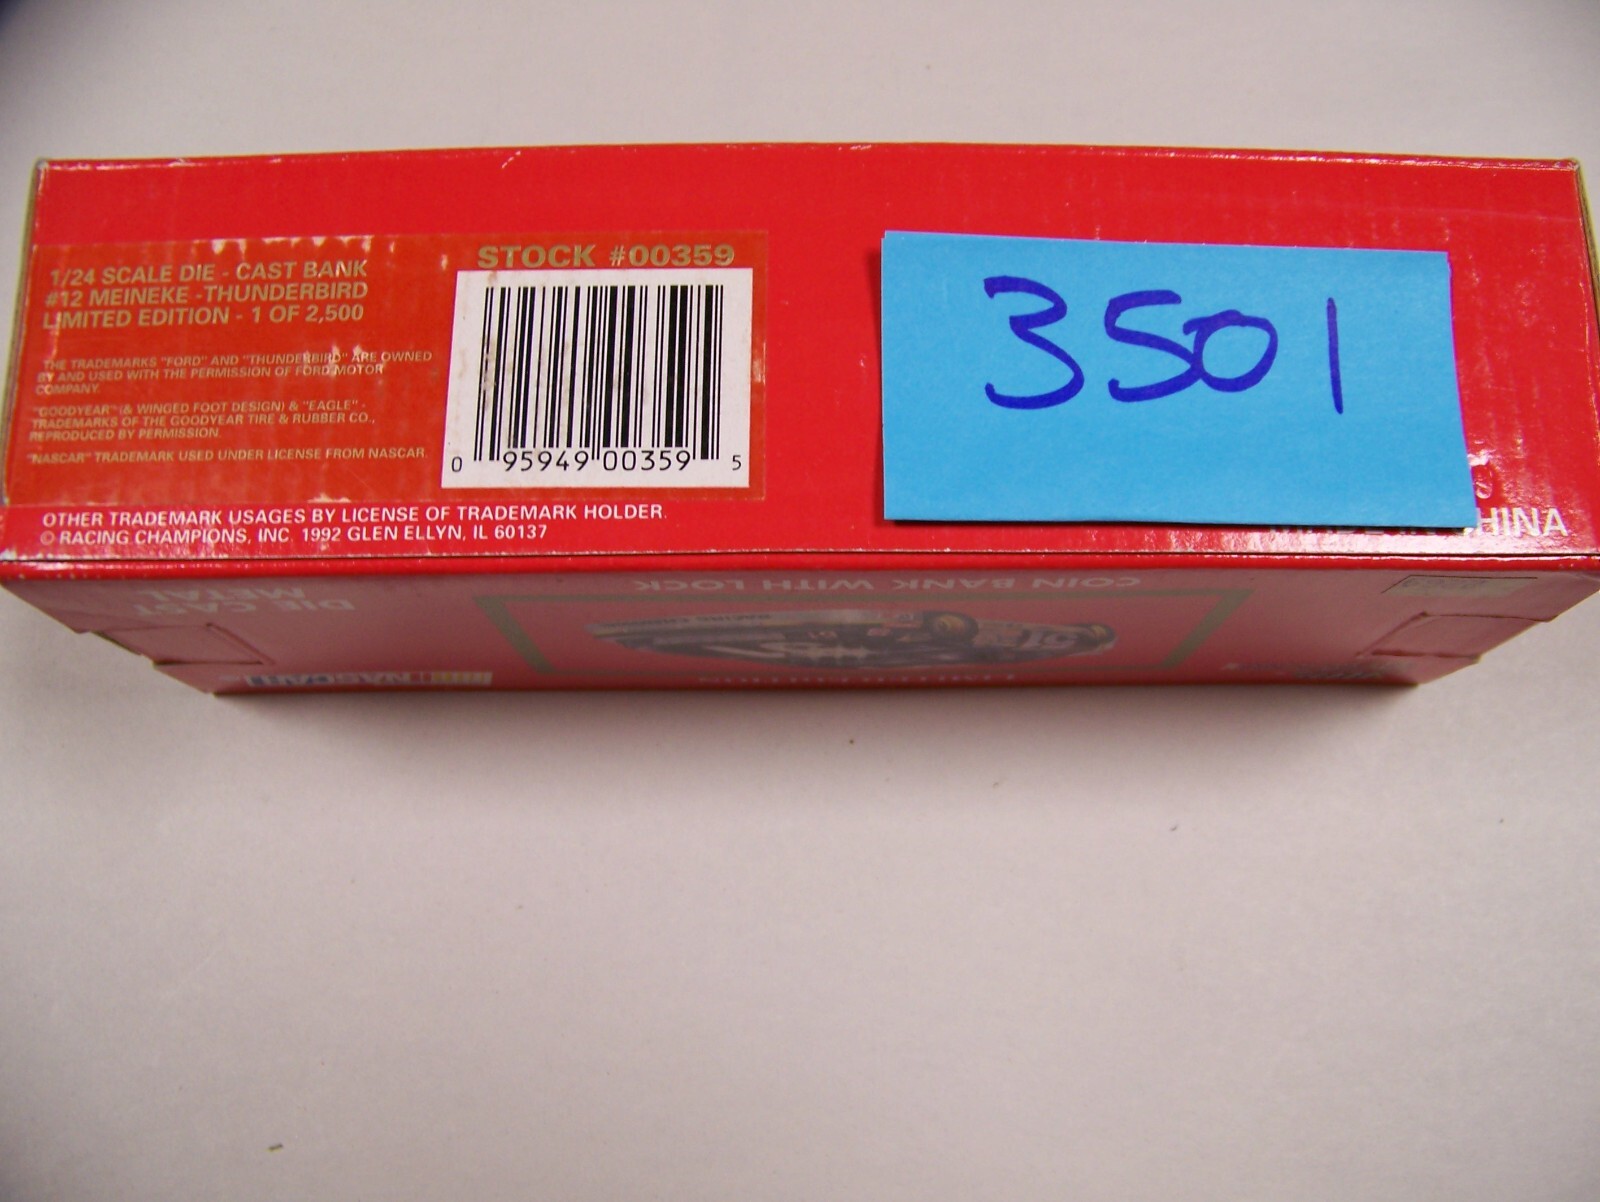 STOCK #00359
1/24 SCALE DIE - CAST BANK
#12 MEINEKE - THUNDERBIRD
LIMITED EDITION - 1 OF 2,500
THE TRADEMARKS "FORD" AND "THUNDERBIRD" ARE OWNED
BY AND USED WITH THE PERMISSION OF FORD MOTOR
COMPANY.
"GOODYEAR" (& WINGED FOOT DESIGN) & "EAGLE" -
TRADEMARKS OF THE GOODYEAR TIRE & RUBBER CO.,
REPRODUCED BY PERMISSION.
"NASCAR" TRADEMARK USED UNDER LICENSE FROM NASCAR.
0 95949 00359 5
3501
OTHER TRADEMARK USAGES BY LICENSE OF TRADEMARK HOLDER.
© RACING CHAMPIONS, INC 1992 GLEN ELLYN, IL 60137
HINA
DIE CAST
METAL
COIN BANK WITH LOCK
LIMITED EDITION
NASCAR